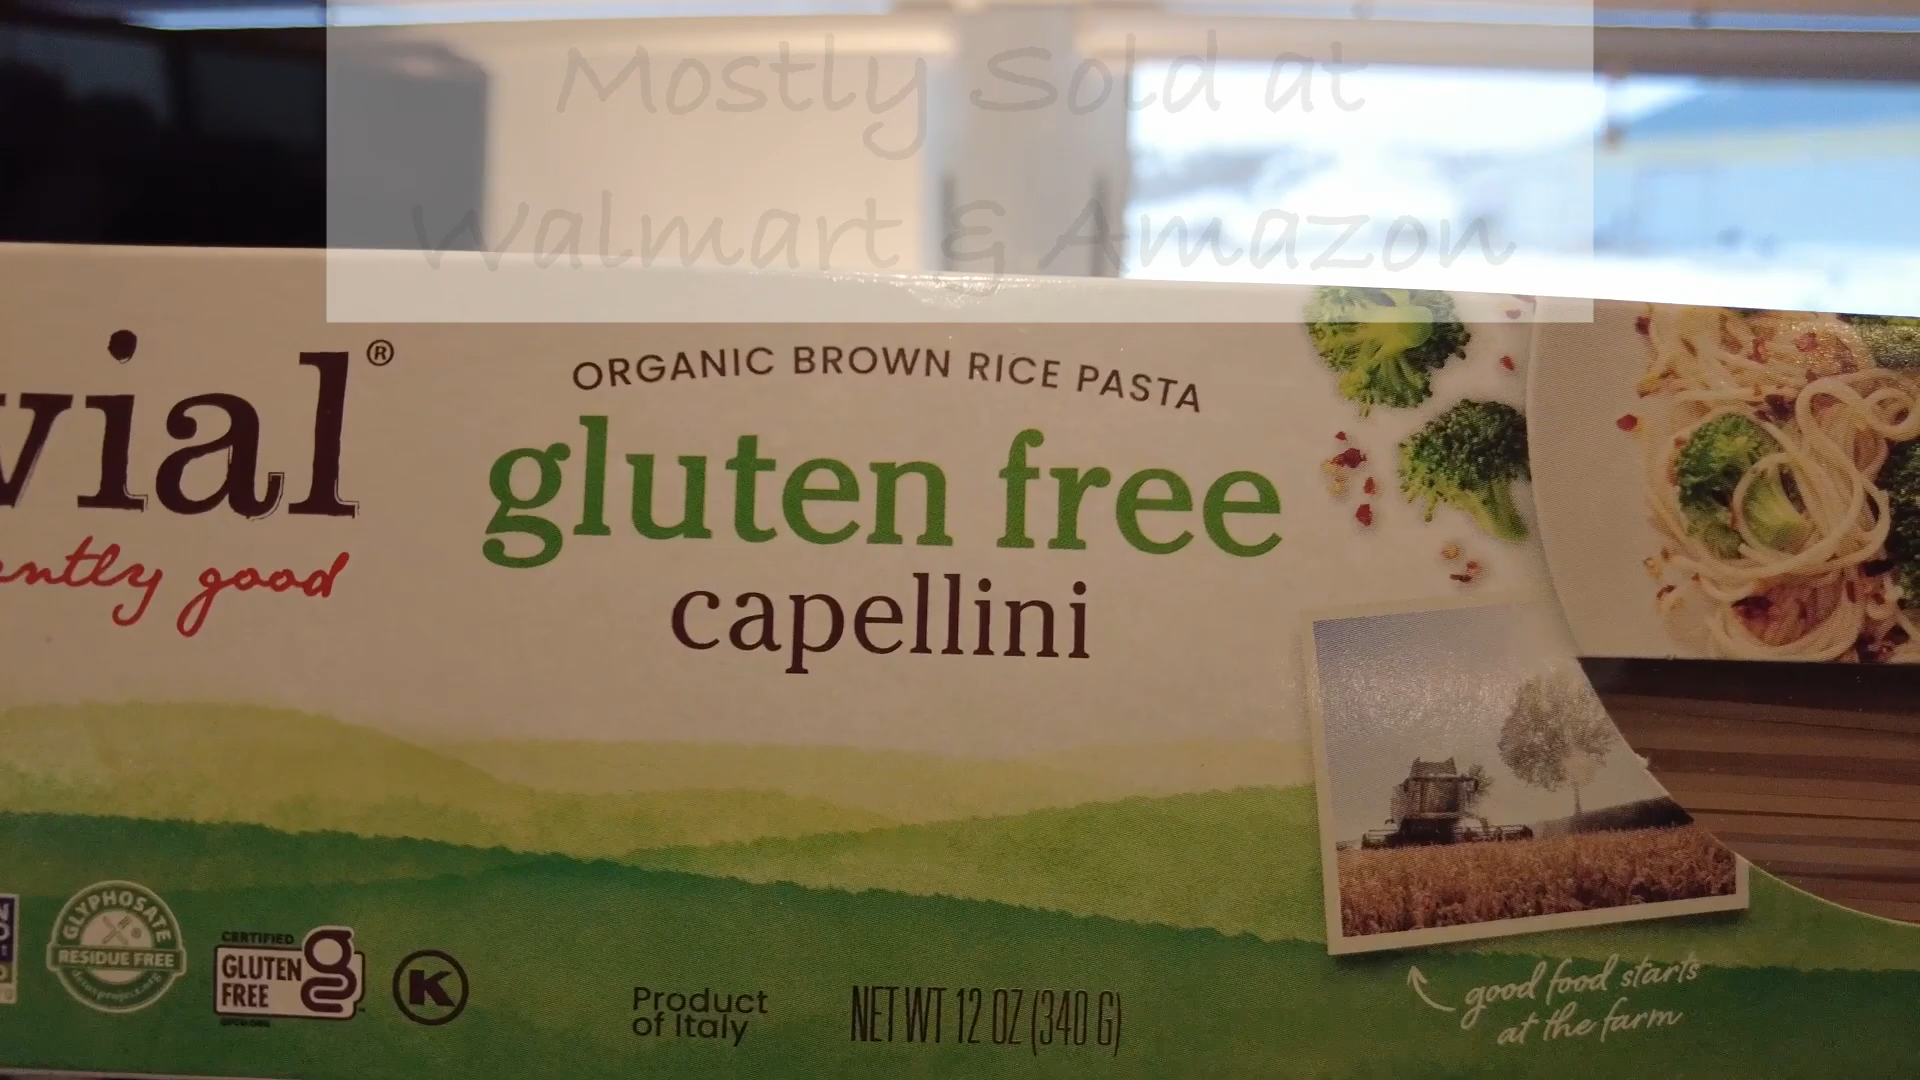 Mostly Sold at
Walmart & Amazon
vial®
ently good
ORGANIC BROWN RICE PASTA
gluten free
capellini
GLYPHOSATE
RESIDUE FREE
CERTIFIED
GLUTEN
FREE
K
Product
of Italy
NET WT 12 OZ (340 G)
good food starts
at the farm